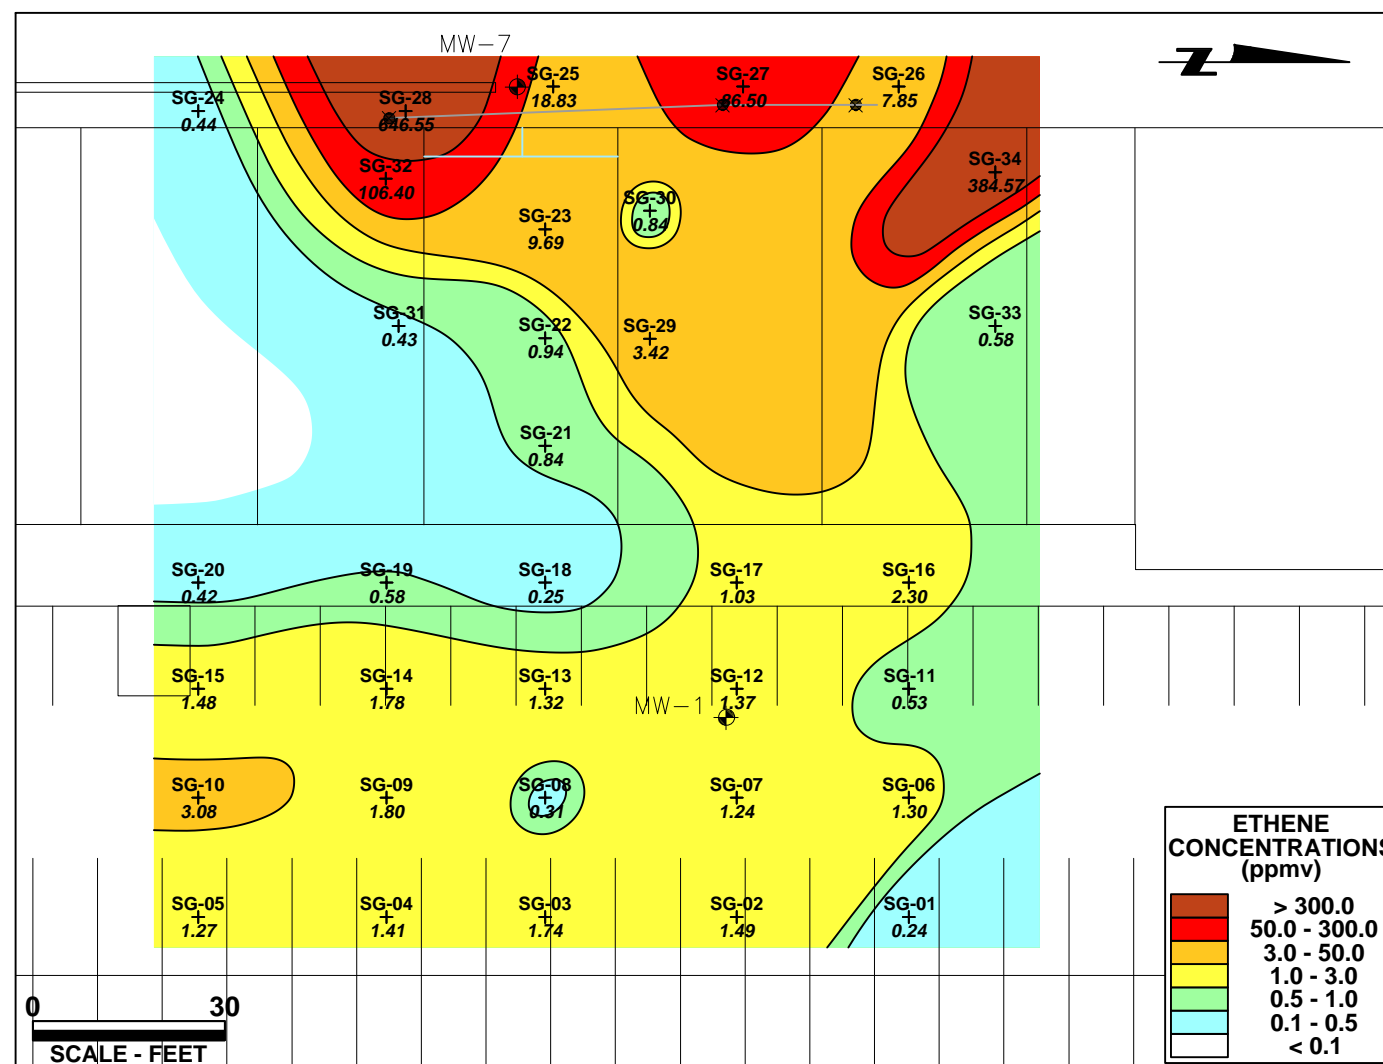 MW-7
SG-25
18.83
SG-27
86.50
SG-26
7.85
SG-24
0.44
SG-28
646.55
Z
SG-32
106.40
SG-34
384.57
SG-30
0.84
SG-23
9.69
SG-31
0.43
SG-22
0.94
SG-29
3.42
SG-33
0.58
SG-21
0.84
SG-20
0.42
SG-19
0.58
SG-18
0.25
SG-17
1.03
SG-16
2.30
SG-15
1.48
SG-14
1.78
SG-13
1.32
SG-12
1.37
SG-11
0.53
MW-1
SG-10
3.08
SG-09
1.80
SG-08
0.31
SG-07
1.24
SG-06
1.30
SG-05
1.27
SG-04
1.41
SG-03
1.74
SG-02
1.49
SG-01
0.24
0 30
SCALE - FEET
ETHENE
CONCENTRATIONS
(ppmv)
> 300.0
50.0 - 300.0
3.0 - 50.0
1.0 - 3.0
0.5 - 1.0
0.1 - 0.5
< 0.1